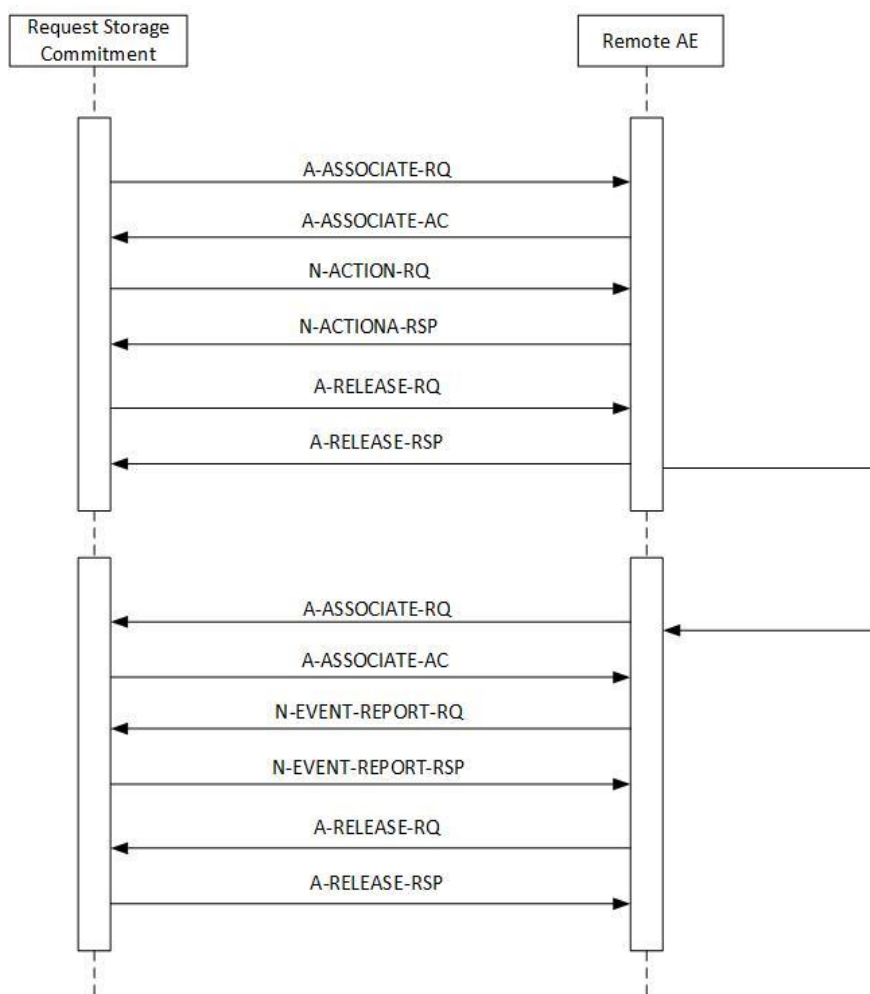 Request Storage
Commitment
Remote AE
A-ASSOCIATE-RQ
A-ASSOCIATE-AC
N-ACTION-RQ
N-ACTIONA-RSP
A-RELEASE-RQ
A-RELEASE-RSP
A-ASSOCIATE-RQ
A-ASSOCIATE-AC
N-EVENT-REPORT-RQ
N-EVENT-REPORT-RSP
A-RELEASE-RQ
A-RELEASE-RSP